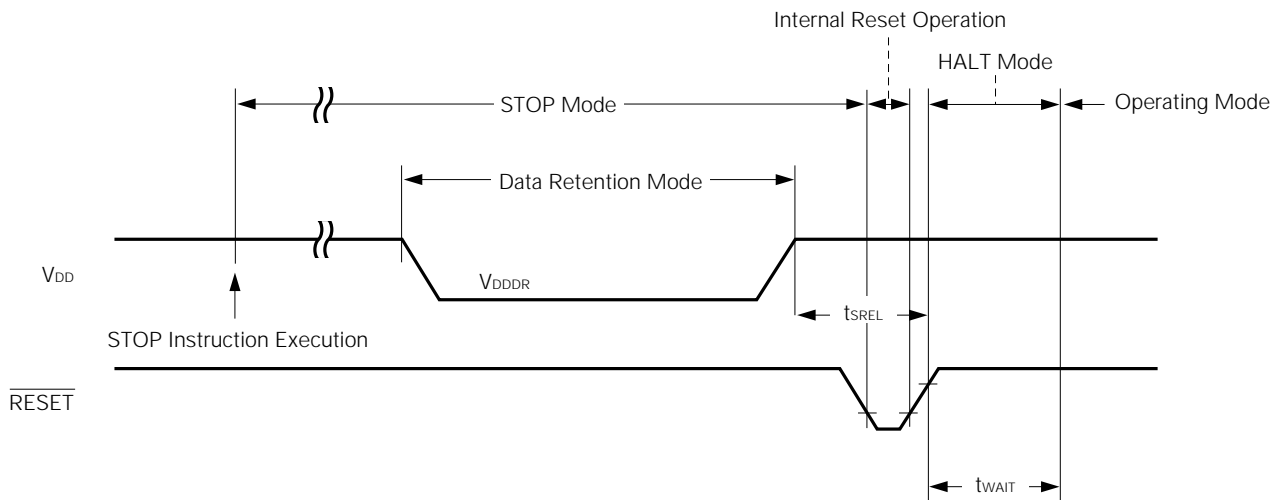 Internal Reset Operation
HALT Mode
STOP Mode
Operating Mode
Data Retention Mode
VDD
VDDDR
tSREL
STOP Instruction Execution
RESET
tWAIT